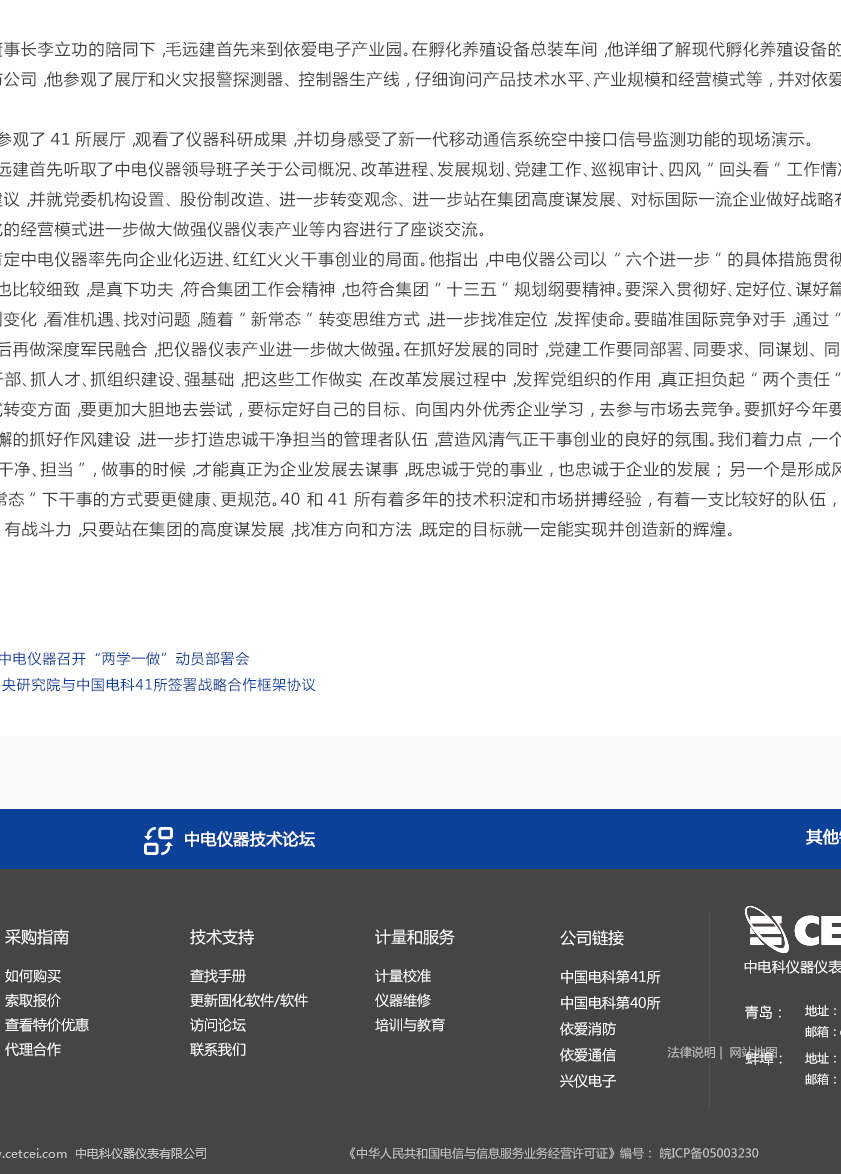 事长李立功的陪同下，毛远建首先来到依爱电子产业园。在孵化养殖设备总装车间，他详细了解现代孵化养殖设备的
公司，他参观了展厅和火灾报警探测器、控制器生产线，仔细询问产品技术水平、产业规模和经营模式等，并对依爱
参观了41所展厅，观看了仪器科研成果，并切身感受了新一代移动通信系统空中接口信号监测功能的现场演示。
远建首先听取了中电仪器领导班子关于公司概况、改革进程、发展规划、党建工作、巡视审计、四风"回头看"工作情况
建议，并就党委机构设置、股份制改造、进一步转变观念、进一步站在集团高度谋发展、对标国际一流企业做好战略布
的经营模式进一步做大做强仪器仪表产业等内容进行了座谈交流。
肯定中电仪器率先向企业化迈进、红红火火干事创业的局面。他指出，中电仪器公司以"六个进一步"的具体措施贯彻
也比较细致，是真下功夫，符合集团工作会精神，也符合集团"十三五"规划纲要精神。要深入贯彻好、定好位、谋好篇
变化，看准机遇、找对问题，随着"新常态"转变思维方式，进一步找准定位，发挥使命。要瞄准国际竞争对手，通过"
后再做深度军民融合，把仪器仪表产业进一步做大做强。在抓好发展的同时，党建工作要同部署、同要求、同谋划、同
干部、抓人才、抓组织建设、强基础，把这些工作做实，在改革发展过程中，发挥党组织的作用，真正担负起"两个责任"
式转变方面，要更加大胆地去尝试，要标定好自己的目标、向国内外优秀企业学习，去参与市场去竞争。要抓好今年要
懈的抓好作风建设，进一步打造忠诚干净担当的管理者队伍，营造风清气正干事创业的良好的氛围。我们着力点，一个
干净、担当"，做事的时候，才能真正为企业发展去谋事，既忠诚于党的事业，也忠诚于企业的发展；另一个是形成风
常态"下干事的方式要更健康、更规范。40 和 41 所有着多年的技术积淀和市场拼搏经验，有着一支比较好的队伍，
有战斗力，只要站在集团的高度谋发展，找准方向和方法，既定的目标就一定能实现并创造新的辉煌。
中电仪器召开“两学一做”动员部署会
央研究院与中国电科41所签署战略合作框架协议
中电仪器技术论坛 其他
采购指南
如何购买
索取报价
查看特价优惠
代理合作
技术支持
查找手册
更新固化软件/软件
访问论坛
联系我们
计量和服务
计量校准
仪器维修
培训与教育
公司链接
中国电科第41所
中国电科第40所
依爱消防
依爱通信
兴仪电子
CE
中电科仪器仪表
青岛： 地址：
邮箱：
法律说明 | 网站地图
蚌埠： 地址：
邮箱：
.cetcei.com 中电科仪器仪表有限公司
《中华人民共和国电信与信息服务业务经营许可证》编号： 皖ICP备05003230